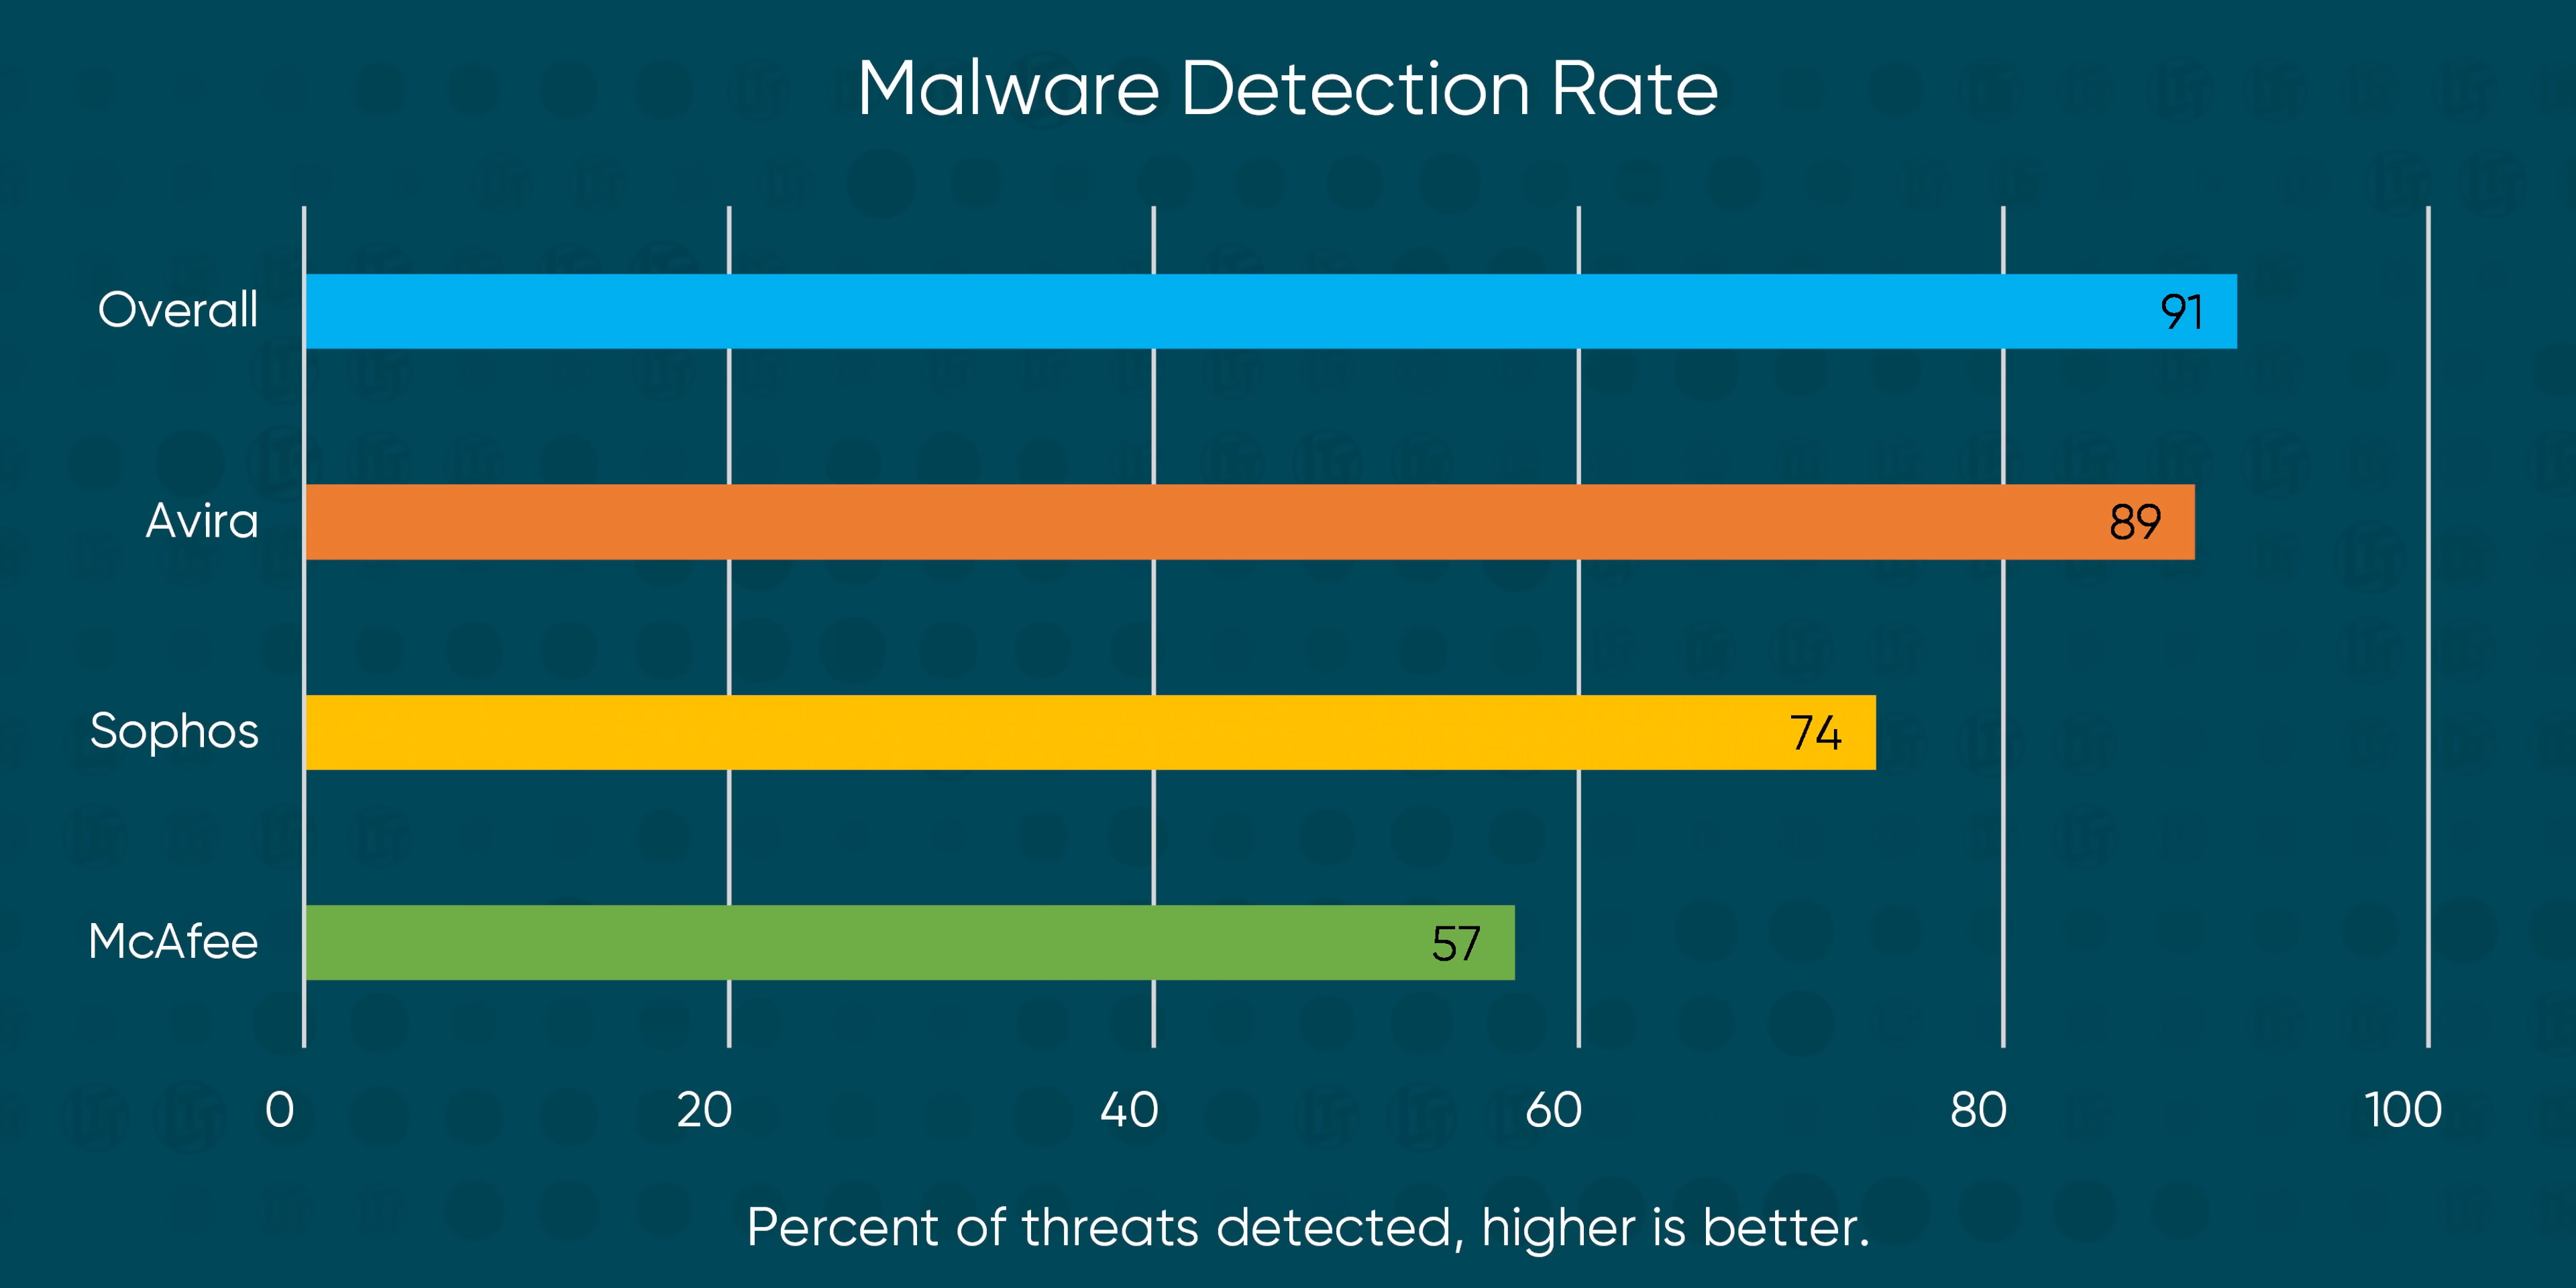 Malware Detection Rate
Overall
91
Avira
89
Sophos
74
McAfee
57
0 20 40 60 80 100
Percent of threats detected, higher is better.